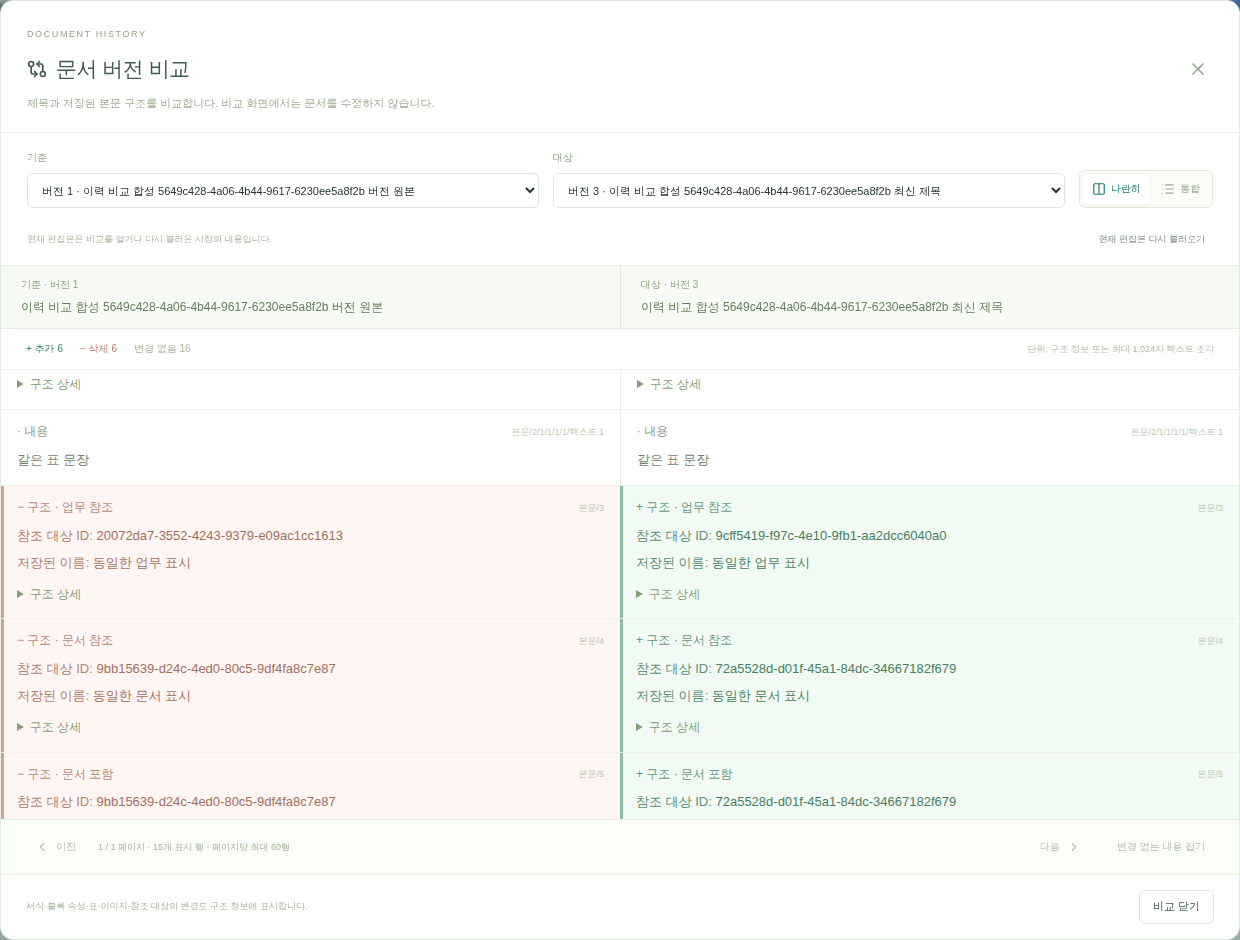 DOCUMENT HISTORY
문서 버전 비교
제목과 저장된 본문 구조를 비교합니다. 비교 화면에서는 문서를 수정하지 않습니다.
기준
대상
버전 1 · 이력 비교 합성 5649c428-4a06-4b44-9617-6230ee5a8f2b 버전 원본
버전 3 · 이력 비교 합성 5649c428-4a06-4b44-9617-6230ee5a8f2b 최신 제목
나란히
통합
현재 편집본은 비교를 열거나 다시 불러온 시점의 내용입니다.
현재 편집본 다시 불러오기
기준 · 버전 1
대상 · 버전 3
이력 비교 합성 5649c428-4a06-4b44-9617-6230ee5a8f2b 버전 원본
이력 비교 합성 5649c428-4a06-4b44-9617-6230ee5a8f2b 최신 제목
+ 추가 6 − 삭제 6 변경 없음 16
단위: 구조 정보 또는 최대 1,024자 텍스트 조각
▶ 구조 상세
▶ 구조 상세
· 내용 본문/2/1/1/1/1/텍스트 1
· 내용 본문/2/1/1/1/1/텍스트 1
같은 표 문장
같은 표 문장
− 구조 · 업무 참조 본문/3
+ 구조 · 업무 참조 본문/3
참조 대상 ID: 20072da7-3552-4243-9379-e09ac1cc1613
참조 대상 ID: 9cff5419-f97c-4e10-9fb1-aa2dcc6040a0
저장된 이름: 동일한 업무 표시
저장된 이름: 동일한 업무 표시
▶ 구조 상세
▶ 구조 상세
− 구조 · 문서 참조 본문/4
+ 구조 · 문서 참조 본문/4
참조 대상 ID: 9bb15639-d24c-4ed0-80c5-9df4fa8c7e87
참조 대상 ID: 72a5528d-d01f-45a1-84dc-34667182f679
저장된 이름: 동일한 문서 표시
저장된 이름: 동일한 문서 표시
▶ 구조 상세
▶ 구조 상세
− 구조 · 문서 포함 본문/5
+ 구조 · 문서 포함 본문/5
참조 대상 ID: 9bb15639-d24c-4ed0-80c5-9df4fa8c7e87
참조 대상 ID: 72a5528d-d01f-45a1-84dc-34667182f679
이전
1 / 1 페이지 · 15개 표시 행 · 페이지당 최대 60행
다음
변경 없는 내용 접기
서식·블록 속성·표·이미지·참조 대상의 변경도 구조 정보에 표시합니다.
비교 닫기